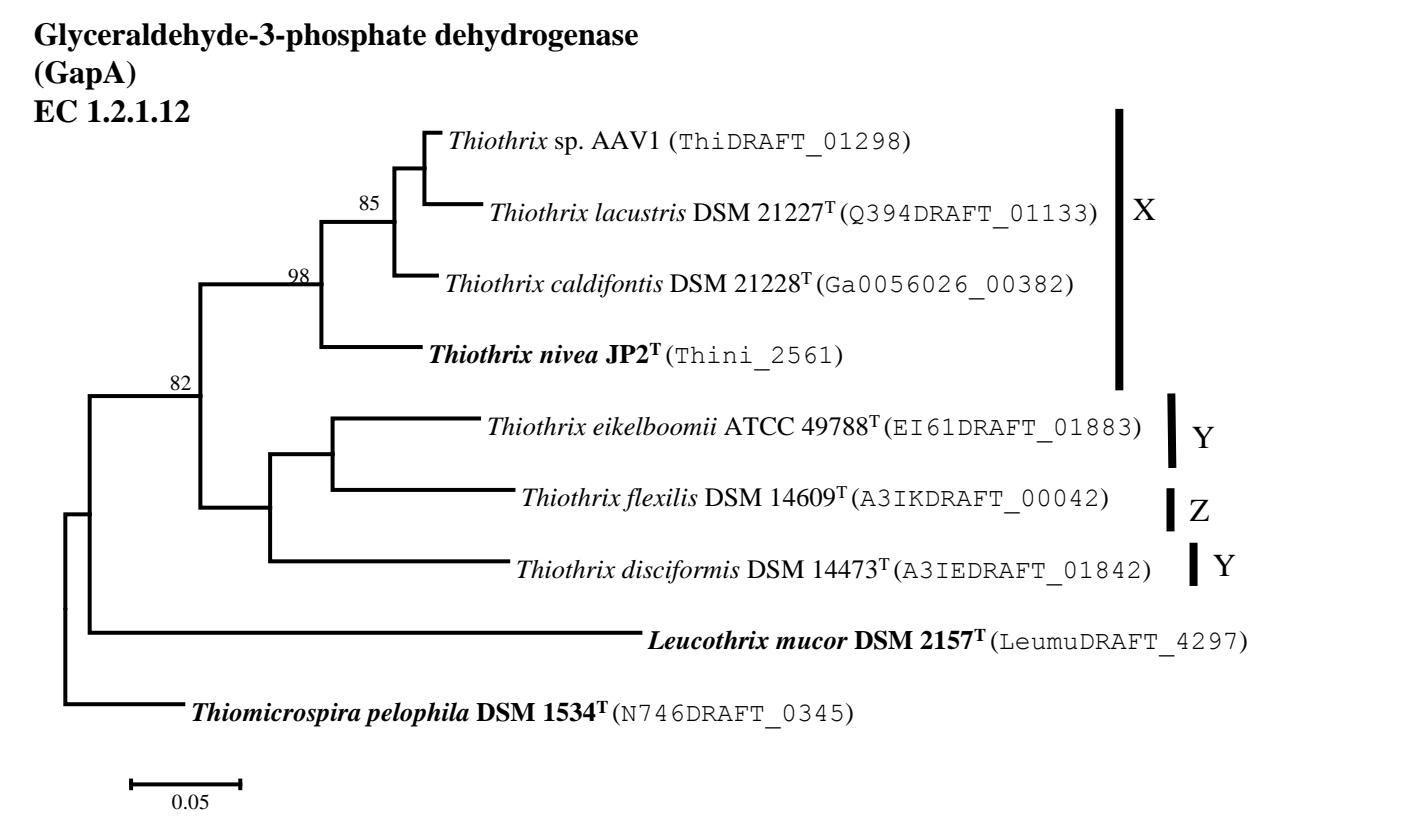 Glyceraldehyde-3-phosphate dehydrogenase
(GapA)
EC 1.2.1.12
Thiothrix sp. AAV1 (ThiDRAFT_01298)
85
Thiothrix lacustris DSM 21227T (Q394DRAFT_01133)
X
98
Thiothrix caldifontis DSM 21228T (Ga0056026_00382)
Thiothrix nivea JP2T (Thini_2561)
82
Thiothrix eikelboomii ATCC 49788T (EI61DRAFT_01883)
Y
Thiothrix flexilis DSM 14609T (A3IKDRAFT_00042)
Z
Thiothrix disciformis DSM 14473T (A3IEDRAFT_01842)
Y
Leucothrix mucor DSM 2157T (LeumuDRAFT_4297)
Thiomicrospira pelophila DSM 1534T (N746DRAFT_0345)
0.05